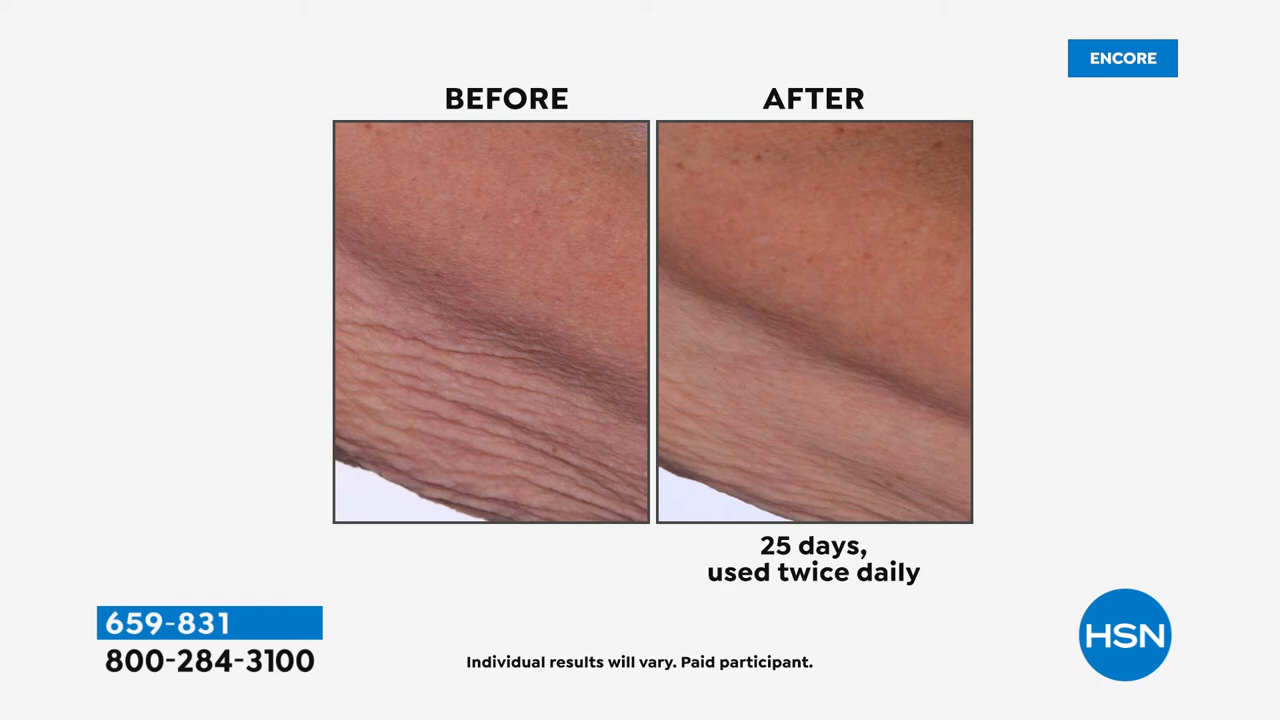 ENCORE
BEFORE
AFTER
25 days,
used twice daily
659-831
800-284-3100
Individual results will vary. Paid participant.
HSN